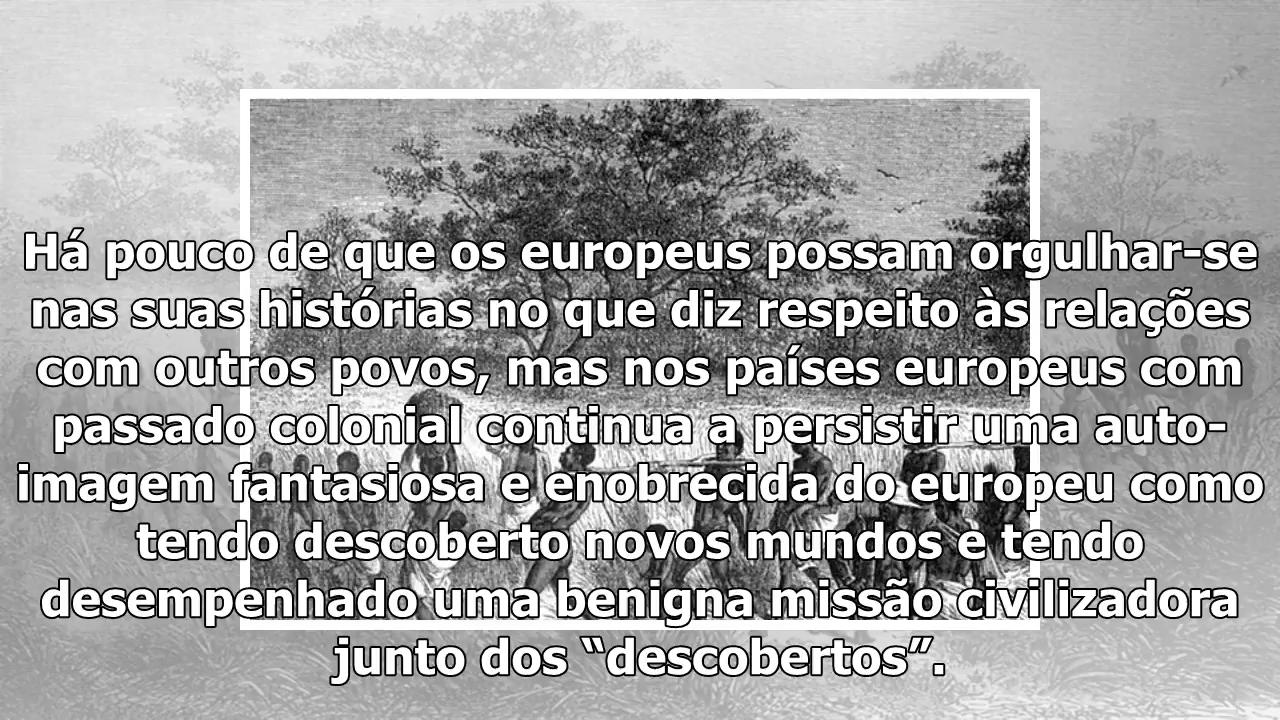 Há pouco de que os europeus possam orgulhar-se
nas suas histórias no que diz respeito às relações
com outros povos, mas nos países europeus com
passado colonial continua a persistir uma auto-
imagem fantasiosa e enobrecida do europeu como
tendo descoberto novos mundos e tendo
desempenhado uma benigna missão civilizadora
junto dos “descobertos”.